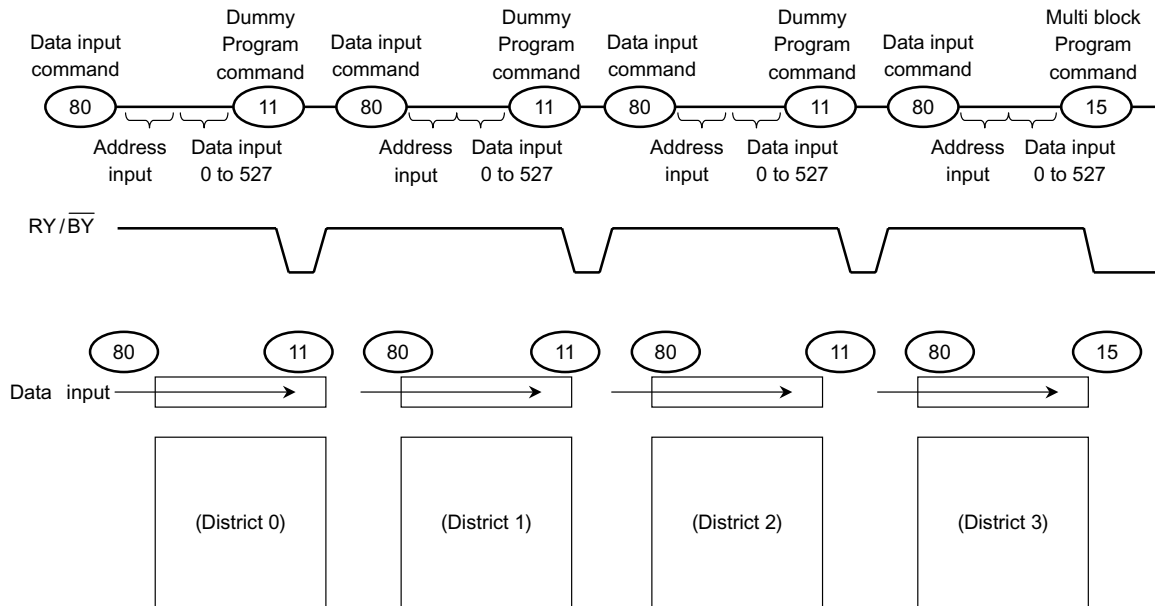 Data input
command
Dummy
Program
command
Data input
command
Dummy
Program
command
Data input
command
Dummy
Program
command
Data input
command
Multi block
Program
command
80
11
80
11
80
11
80
15
Address
input
Data input
0 to 527
Address
input
Data input
0 to 527
Address
input
Data input
0 to 527
Address
input
Data input
0 to 527
RY/B̅Y̅
80
11
80
11
80
11
80
15
Data input
(District 0)
(District 1)
(District 2)
(District 3)